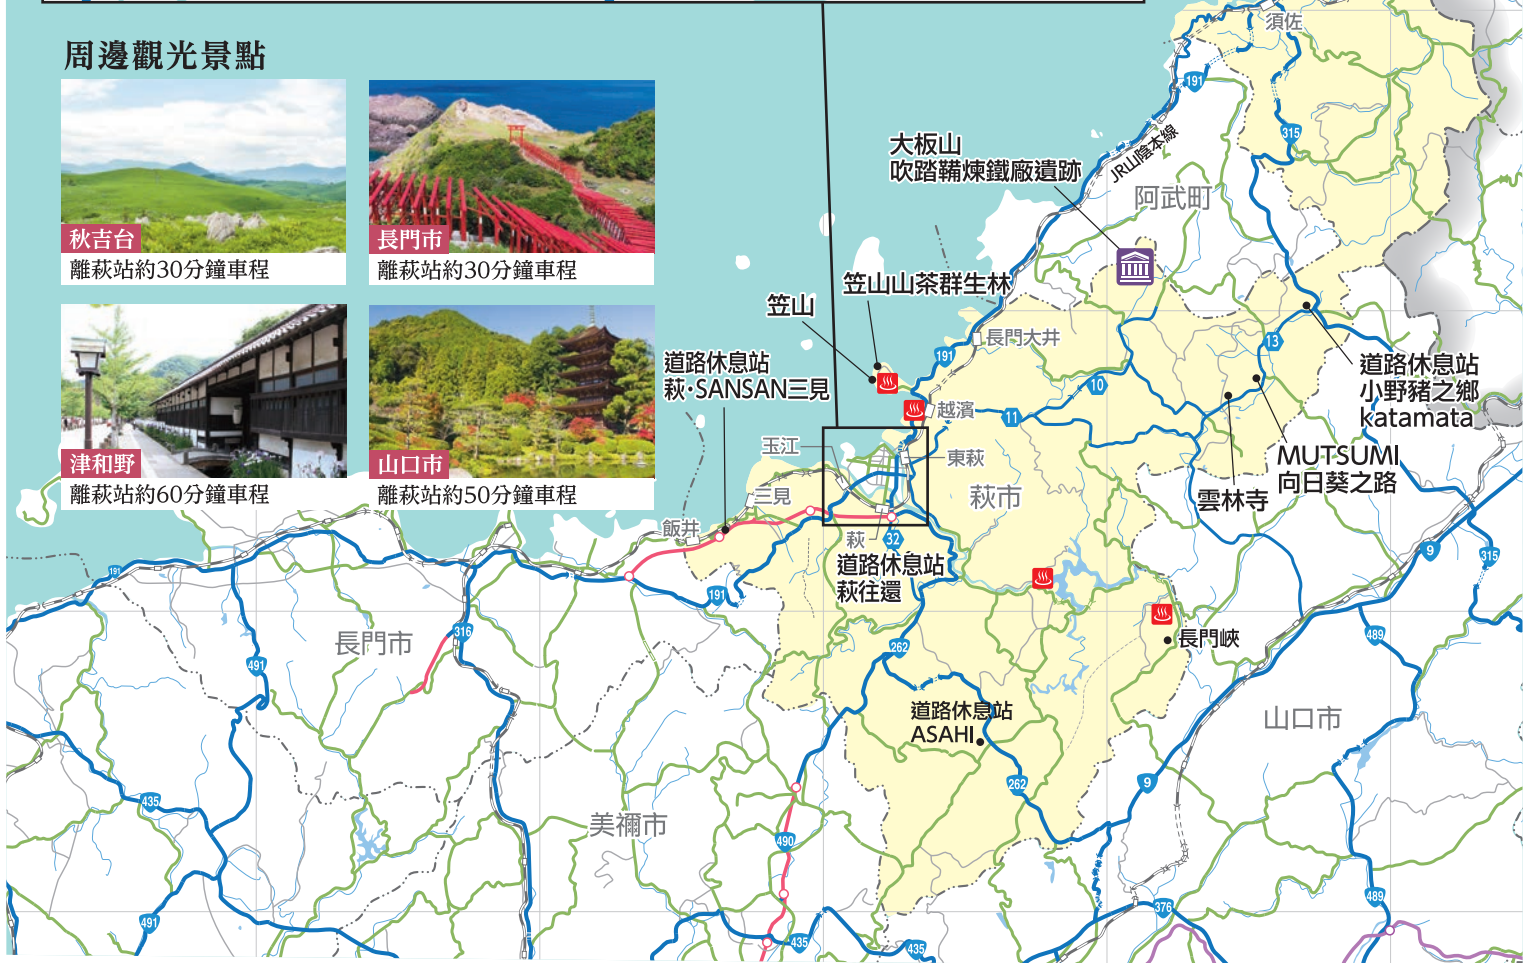 周邊觀光景點
秋吉台
離萩站約30分鐘車程
長門市
離萩站約30分鐘車程
津和野
離萩站約60分鐘車程
山口市
離萩站約50分鐘車程
須佐
191
315
JR山陰本線
大板山
吹踏鞴煉鐵廠遺跡
阿武町
笠山山茶群生林
笠山
長門大井
191
13
道路休息站
小野豬之鄉
katamata
道路休息站
萩·SANSAN三見
10
11
越濱
玉江
東萩
MUTSUMI
向日葵之路
雲林寺
三見
萩市
飯井
萩
32
道路休息站
萩往還
9
315
191
191
316
長門市
491
262
489
長門峽
道路休息站
ASAHI
山口市
262
9
435
美禰市
490
491
435
435
376
489